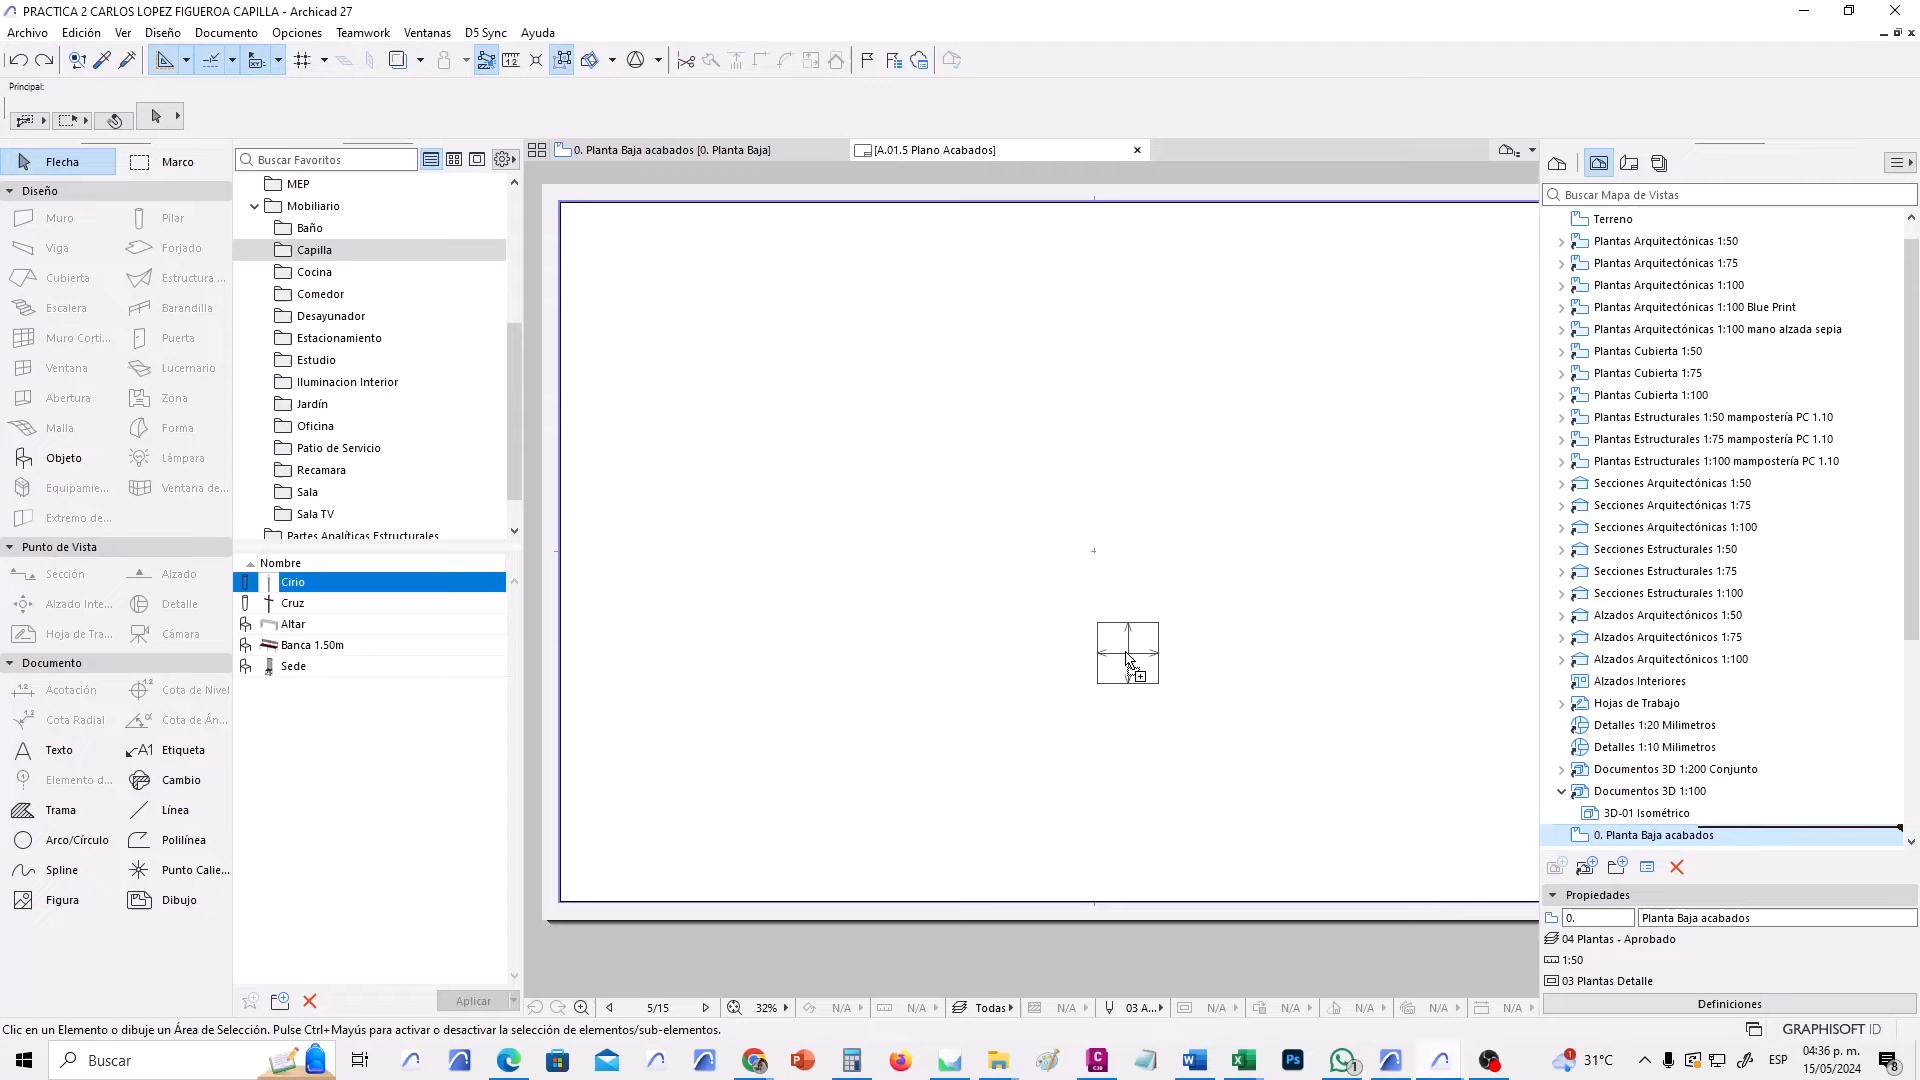 PRACTICA 2 CARLOS LOPEZ FIGUEROA CAPILLA - Archicad 27
Archivo Edición Ver Diseño Documento Opciones Teamwork Ventanas D5 Sync Ayuda
Principal:
Flecha Marco
Diseño
Muro Pilar
Viga Forjado
Cubierta Estructura ...
Escalera Barandilla
Muro Corti... Puerta
Ventana Lucernario
Abertura Zona
Malla Forma
Objeto Lámpara
Equipamie... Ventana de...
Extremo de...
Punto de Vista
Sección Alzado
Alzado Inte... Detalle
Hoja de Tra... Cámara
Documento
Acotación Cota de Nivel
Cota Radial Cota de Án...
Texto Etiqueta
Elemento d... Cambio
Trama Línea
Arco/Círculo Polilínea
Spline Punto Calie...
Figura Dibujo
Buscar Favoritos
MEP
Mobiliario
Baño
Capilla
Cocina
Comedor
Desayunador
Estacionamiento
Estudio
Iluminacion Interior
Jardín
Oficina
Patio de Servicio
Recamara
Sala
Sala TV
Partes Analíticas Estructurales
Nombre
Cirio
Cruz
Altar
Banca 1.50m
Sede
Aplicar
0. Planta Baja acabados [0. Planta Baja]
[A.01.5 Plano Acabados]
5/15 32% N/A N/A Todas N/A 03 A... N/A N/A N/A N/A N/A
Buscar Mapa de Vistas
Terreno
Plantas Arquitectónicas 1:50
Plantas Arquitectónicas 1:75
Plantas Arquitectónicas 1:100
Plantas Arquitectónicas 1:100 Blue Print
Plantas Arquitectónicas 1:100 mano alzada sepia
Plantas Cubierta 1:50
Plantas Cubierta 1:75
Plantas Cubierta 1:100
Plantas Estructurales 1:50 mampostería PC 1.10
Plantas Estructurales 1:75 mampostería PC 1.10
Plantas Estructurales 1:100 mampostería PC 1.10
Secciones Arquitectónicas 1:50
Secciones Arquitectónicas 1:75
Secciones Arquitectónicas 1:100
Secciones Estructurales 1:50
Secciones Estructurales 1:75
Secciones Estructurales 1:100
Alzados Arquitectónicos 1:50
Alzados Arquitectónicos 1:75
Alzados Arquitectónicos 1:100
Alzados Interiores
Hojas de Trabajo
Detalles 1:20 Milimetros
Detalles 1:10 Milimetros
Documentos 3D 1:200 Conjunto
Documentos 3D 1:100
3D-01 Isométrico
0. Planta Baja acabados
Propiedades
0. Planta Baja acabados
04 Plantas - Aprobado
1:50
03 Plantas Detalle
Definiciones
Clic en un Elemento o dibuje un Área de Selección. Pulse Ctrl+Mayús para activar o desactivar la selección de elementos/sub-elementos.
GRAPHISOFT ID
Buscar
31°C
ESP
04:36 p. m.
15/05/2024
8